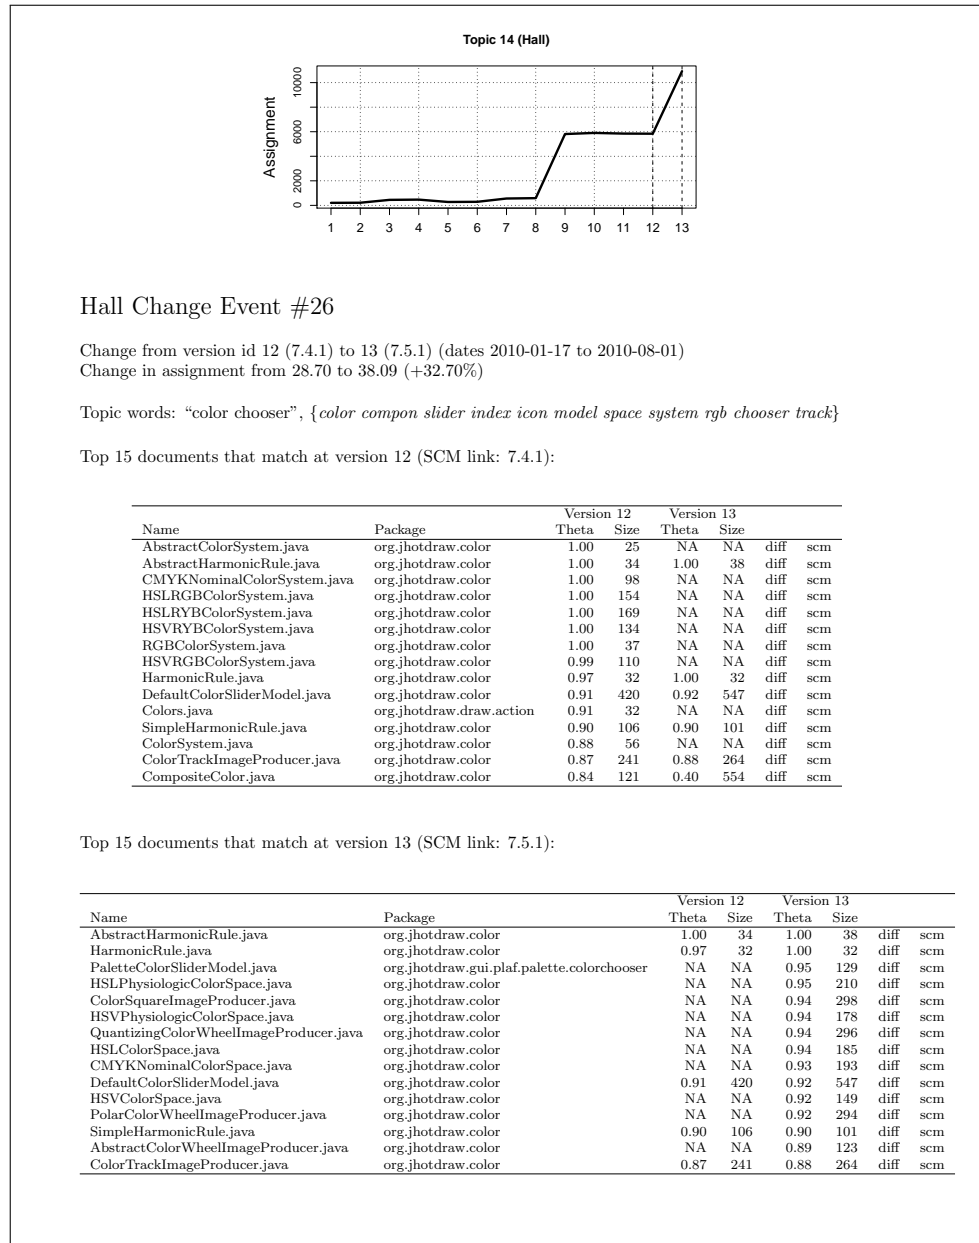 Topic 14 (Hall)
Assignment
10000
6000
2000
0
1 2 3 4 5 6 7 8 9 10 11 12 13
Hall Change Event #26
Change from version id 12 (7.4.1) to 13 (7.5.1) (dates 2010-01-17 to 2010-08-01)
Change in assignment from 28.70 to 38.09 (+32.70%)
Topic words: “color chooser”, {color compon slider index icon model space system rgb chooser track}
Top 15 documents that match at version 12 (SCM link: 7.4.1):
Version 12 Version 13
Name Package Theta Size Theta Size
AbstractColorSystem.java org.jhotdraw.color 1.00 25 NA NA diff scm
AbstractHarmonicRule.java org.jhotdraw.color 1.00 34 1.00 38 diff scm
CMYKNominalColorSystem.java org.jhotdraw.color 1.00 98 NA NA diff scm
HSLRGBColorSystem.java org.jhotdraw.color 1.00 154 NA NA diff scm
HSLRYBColorSystem.java org.jhotdraw.color 1.00 169 NA NA diff scm
HSVRYBColorSystem.java org.jhotdraw.color 1.00 134 NA NA diff scm
RGBColorSystem.java org.jhotdraw.color 1.00 37 NA NA diff scm
HSVRGBColorSystem.java org.jhotdraw.color 0.99 110 NA NA diff scm
HarmonicRule.java org.jhotdraw.color 0.97 32 1.00 32 diff scm
DefaultColorSliderModel.java org.jhotdraw.color 0.91 420 0.92 547 diff scm
Colors.java org.jhotdraw.draw.action 0.91 32 NA NA diff scm
SimpleHarmonicRule.java org.jhotdraw.color 0.90 106 0.90 101 diff scm
ColorSystem.java org.jhotdraw.color 0.88 56 NA NA diff scm
ColorTrackImageProducer.java org.jhotdraw.color 0.87 241 0.88 264 diff scm
CompositeColor.java org.jhotdraw.color 0.84 121 0.40 554 diff scm
Top 15 documents that match at version 13 (SCM link: 7.5.1):
Version 12 Version 13
Name Package Theta Size Theta Size
AbstractHarmonicRule.java org.jhotdraw.color 1.00 34 1.00 38 diff scm
HarmonicRule.java org.jhotdraw.color 0.97 32 1.00 32 diff scm
PaletteColorSliderModel.java org.jhotdraw.gui.plaf.palette.colorchooser NA NA 0.95 129 diff scm
HSLPhysiologicColorSpace.java org.jhotdraw.color NA NA 0.95 210 diff scm
ColorSquareImageProducer.java org.jhotdraw.color NA NA 0.94 298 diff scm
HSVPhysiologicColorSpace.java org.jhotdraw.color NA NA 0.94 178 diff scm
QuantizingColorWheelImageProducer.java org.jhotdraw.color NA NA 0.94 296 diff scm
HSLColorSpace.java org.jhotdraw.color NA NA 0.94 185 diff scm
CMYKNominalColorSpace.java org.jhotdraw.color NA NA 0.93 193 diff scm
DefaultColorSliderModel.java org.jhotdraw.color 0.91 420 0.92 547 diff scm
HSVColorSpace.java org.jhotdraw.color NA NA 0.92 149 diff scm
PolarColorWheelImageProducer.java org.jhotdraw.color NA NA 0.92 294 diff scm
SimpleHarmonicRule.java org.jhotdraw.color 0.90 106 0.90 101 diff scm
AbstractColorWheelImageProducer.java org.jhotdraw.color NA NA 0.89 123 diff scm
ColorTrackImageProducer.java org.jhotdraw.color 0.87 241 0.88 264 diff scm